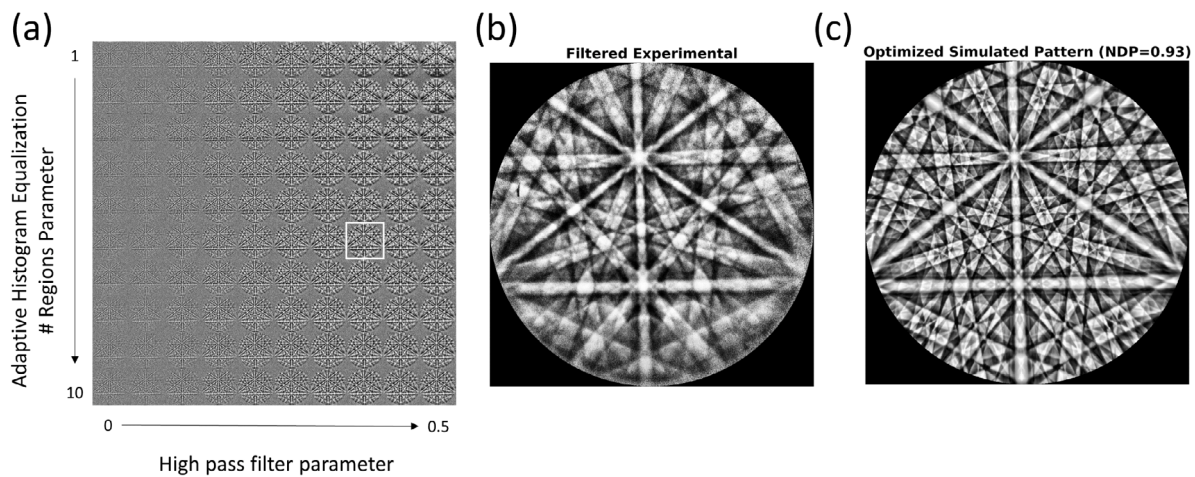 (a)
(b)
(c)
Filtered Experimental
Optimized Simulated Pattern (NDP=0.93)
1
Adaptive Histogram Equalization
# Regions Parameter
10
0
0.5
High pass filter parameter